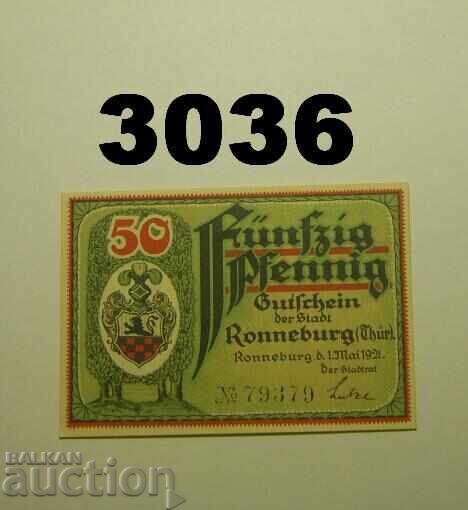 3036
50 Fünfzig
Pfennig
Gutschein
der Stadt
Ronneburg (Thür).
Ronneburg d. 1. Mai 1921.
Der Stadtrat
No 79379
BALKAN
auction